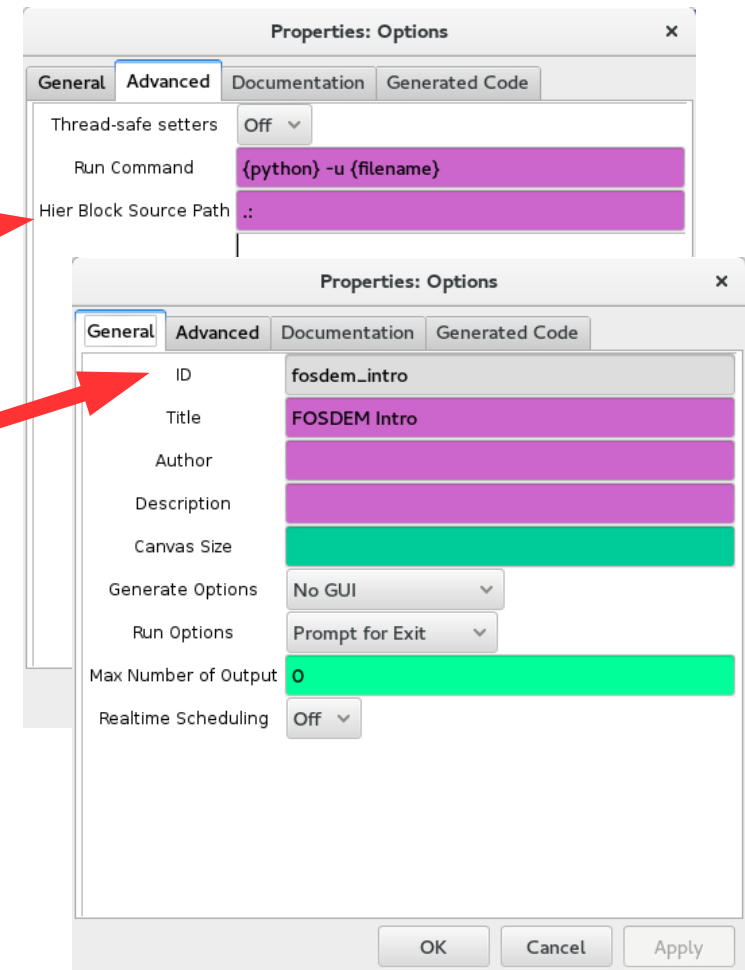 Properties: Options ×
General Advanced Documentation Generated Code
Thread-safe setters Off
Run Command {python} -u {filename}
Hier Block Source Path .:
Properties: Options ×
General Advanced Documentation Generated Code
ID fosdem_intro
Title FOSDEM Intro
Author
Description
Canvas Size
Generate Options No GUI
Run Options Prompt for Exit
Max Number of Output 0
Realtime Scheduling Off
OK Cancel Apply